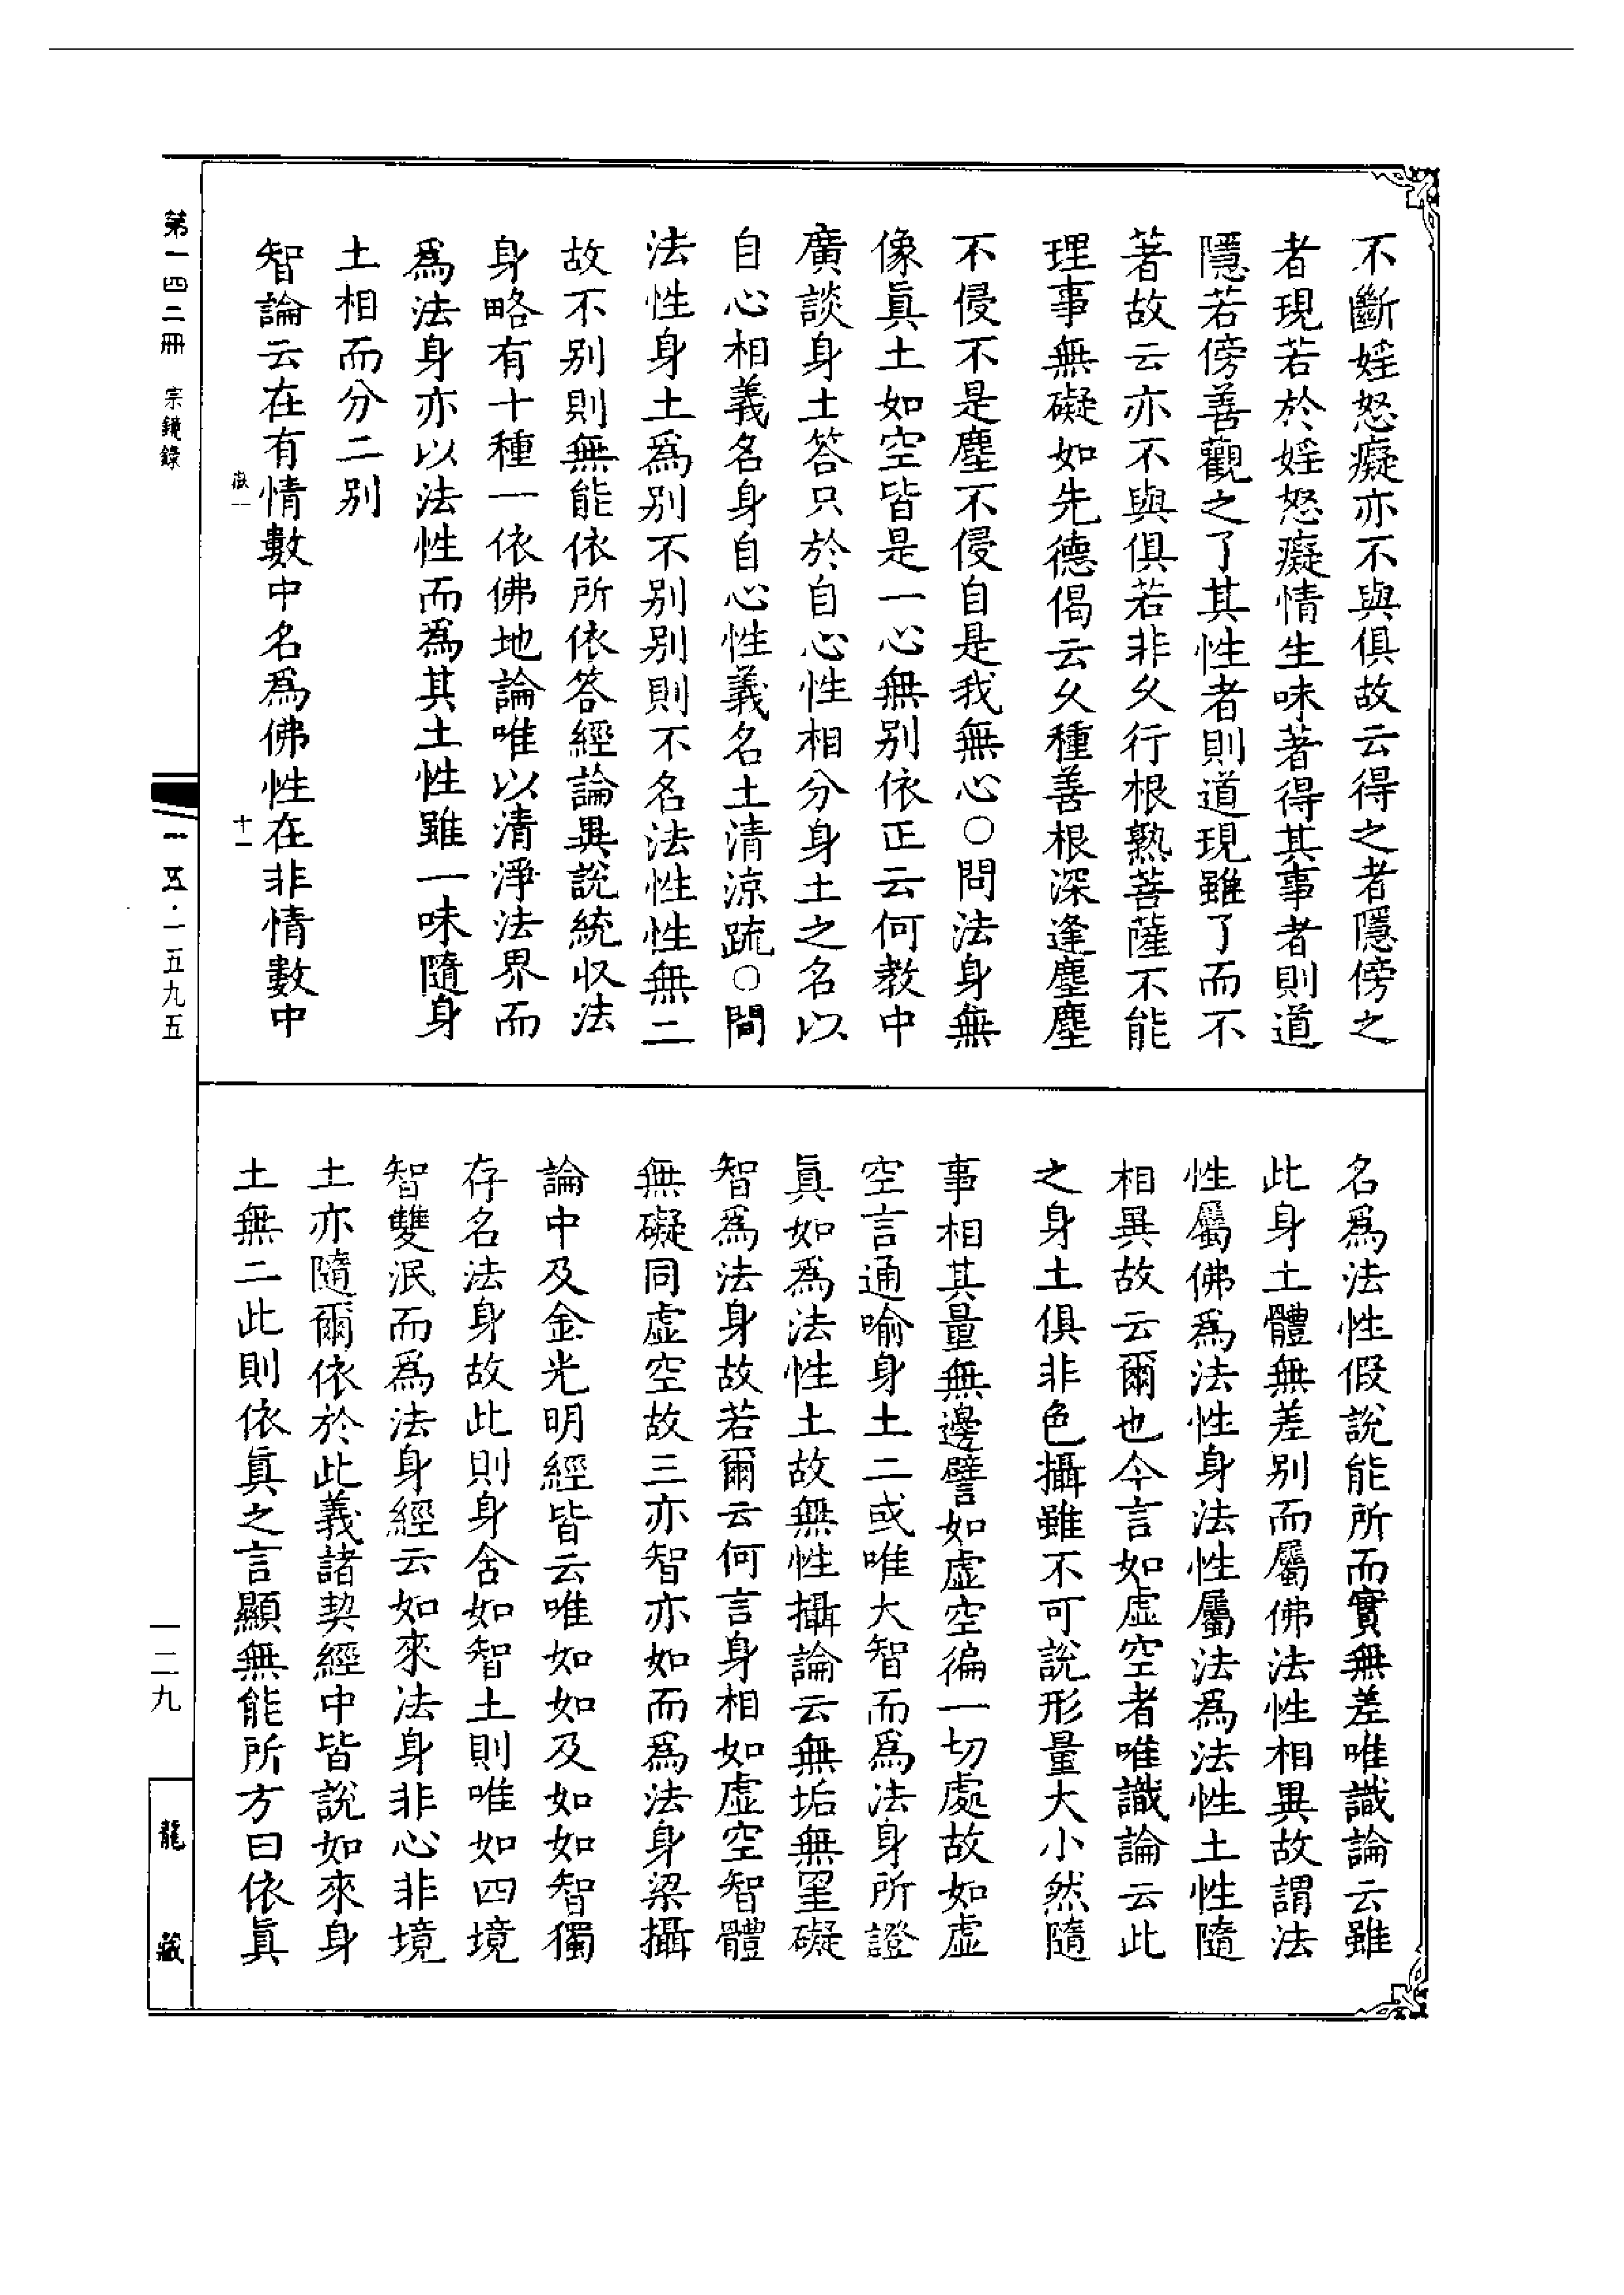 不斷婬怒癡亦不與俱故云得之者隱傍之
者現若於婬怒癡情生味著得其事者則道
隱若傍善觀之了其性者則道現雖了而不
著故云亦不與俱若非久行根熟菩薩不能
理事無礙如先德偈云久種善根深逢塵塵
不侵不是塵不侵自是我無心○問法身無
像眞土如空皆是一心無别依正云何教中
廣談身土答只於自心性相分身土之名以
自心相義名身自心性義名土清涼疏○問
法性身土爲别不别别則不名法性性無二
故不别則無能依所依答經論異說統收法
身略有十種一依佛地論唯以清淨法界而
爲法身亦以法性而爲其土性雖一味隨身
土相而分二别
智論云在有情數中名爲佛性在非情數中
名爲法性假說能所而實無差唯識論云雖
此身土體無差别而屬佛法性相異故謂法
性屬佛爲法性身法性屬法爲法性土性隨
相異故云爾也今言如虛空者唯識論云此
之身土俱非色攝雖不可說形量大小然隨
事相其量無邊譬如虛空徧一切處故如虛
空言通喻身土二或唯大智而爲法身所證
眞如爲法性土故無性攝論云無垢無罣礙
智爲法身故若爾云何言身相如虛空智體
無礙同虛空故三亦智亦如而爲法身梁攝
論中及金光明經皆云唯如如及如如智獨
存名法身故此則身含如智土則唯如四境
智雙泯而爲法身經云如來法身非心非境
土亦隨爾依於此義諸契經中皆說如來身
土無二此則依眞之言顯無能所方曰依眞
第一四二冊 宗鏡錄
嶽一
十一
一五·一五九五
一二九
龍藏